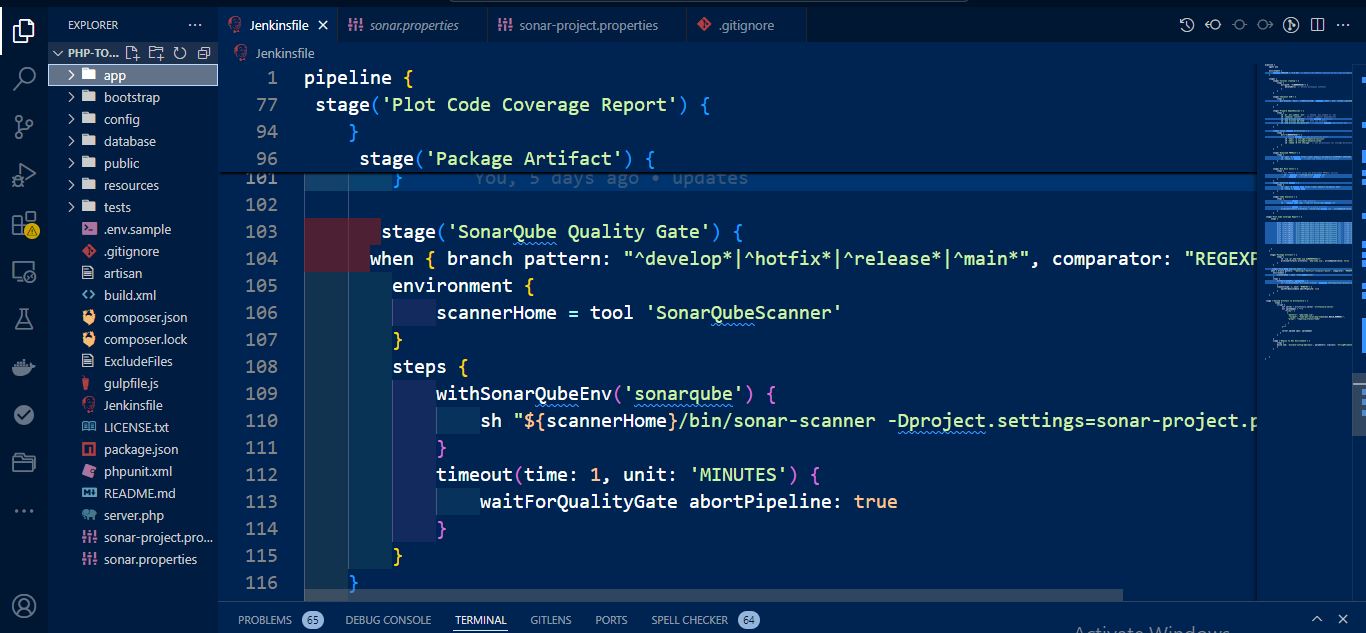 EXPLORER
PHP-TO...
app
bootstrap
config
database
public
resources
tests
.env.sample
.gitignore
artisan
build.xml
composer.json
composer.lock
ExcludeFiles
gulpfile.js
Jenkinsfile
LICENSE.txt
package.json
phpunit.xml
README.md
server.php
sonar-project.pro...
sonar.properties
Jenkinsfile
sonar.properties
sonar-project.properties
.gitignore
Jenkinsfile
1 pipeline {
77 stage('Plot Code Coverage Report') {
94 }
96 stage('Package Artifact') {
101 } You, 5 days ago • updates
102
103 stage('SonarQube Quality Gate') {
104 when { branch pattern: "^develop*|^hotfix*|^release*|^main*", comparator: "REGEXP
105 environment {
106 scannerHome = tool 'SonarQubeScanner'
107 }
108 steps {
109 withSonarQubeEnv('sonarqube') {
110 sh "${scannerHome}/bin/sonar-scanner -Dproject.settings=sonar-project.p
111 }
112 timeout(time: 1, unit: 'MINUTES') {
113 waitForQualityGate abortPipeline: true
114 }
115 }
116 }
PROBLEMS 65 DEBUG CONSOLE TERMINAL GITLENS PORTS SPELL CHECKER 64
Activate Windows